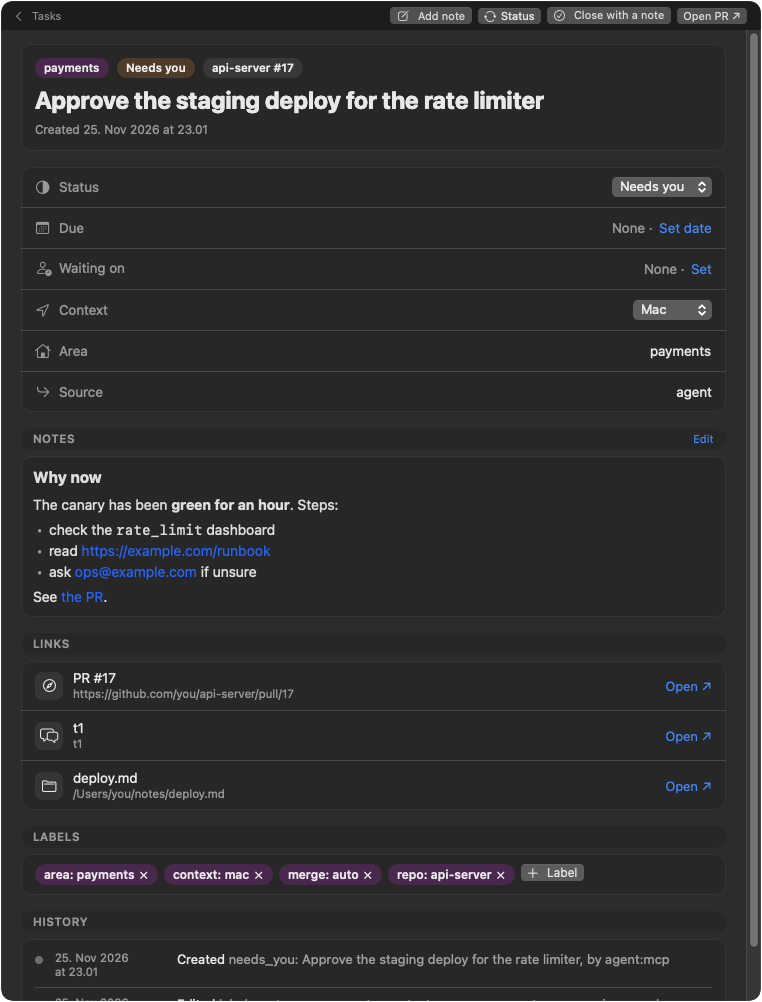 Tasks
Add note
Status
Close with a note
Open PR ↗
payments
Needs you
api-server #17
Approve the staging deploy for the rate limiter
Created 25. Nov 2026 at 23.01
Status
Needs you
Due
None · Set date
Waiting on
None · Set
Context
Mac
Area
payments
Source
agent
NOTES
Edit
Why now
The canary has been green for an hour. Steps:
• check the rate_limit dashboard
• read https://example.com/runbook
• ask ops@example.com if unsure
See the PR.
LINKS
PR #17
https://github.com/you/api-server/pull/17
Open ↗
t1
t1
Open ↗
deploy.md
/Users/you/notes/deploy.md
Open ↗
LABELS
area: payments ×
context: mac ×
merge: auto ×
repo: api-server ×
+ Label
HISTORY
25. Nov 2026
at 23.01
Created needs_you: Approve the staging deploy for the rate limiter, by agent:mcp
25. Nov 2026